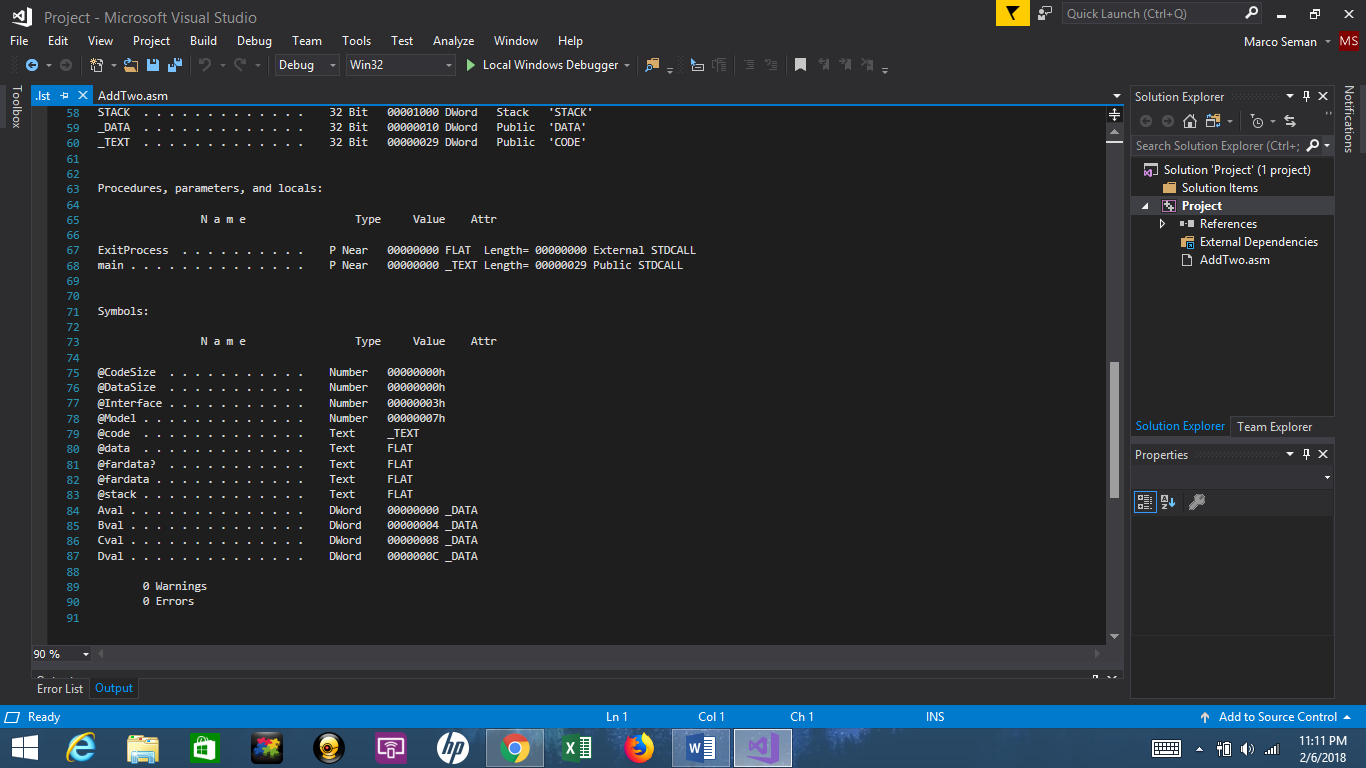 Project - Microsoft Visual Studio
Quick Launch (Ctrl+Q)
File Edit View Project Build Debug Team Tools Test Analyze Window Help
Marco Seman MS
Debug Win32 Local Windows Debugger
Toolbox
.lst AddTwo.asm
58 STACK . . . . . . . . . . . . . 32 Bit 00001000 DWord Stack 'STACK'
59 _DATA . . . . . . . . . . . . . 32 Bit 00000010 DWord Public 'DATA'
60 _TEXT . . . . . . . . . . . . . 32 Bit 00000029 DWord Public 'CODE'
61
62
63 Procedures, parameters, and locals:
64
65 N a m e Type Value Attr
66
67 ExitProcess . . . . . . . . . . P Near 00000000 FLAT Length= 00000000 External STDCALL
68 main . . . . . . . . . . . . . . P Near 00000000 _TEXT Length= 00000029 Public STDCALL
69
70
71 Symbols:
72
73 N a m e Type Value Attr
74
75 @CodeSize . . . . . . . . . . . Number 00000000h
76 @DataSize . . . . . . . . . . . Number 00000000h
77 @Interface . . . . . . . . . . . Number 00000003h
78 @Model . . . . . . . . . . . . . Number 00000007h
79 @code . . . . . . . . . . . . . Text _TEXT
80 @data . . . . . . . . . . . . . Text FLAT
81 @fardata? . . . . . . . . . . . Text FLAT
82 @fardata . . . . . . . . . . . . Text FLAT
83 @stack . . . . . . . . . . . . . Text FLAT
84 Aval . . . . . . . . . . . . . . DWord 00000000 _DATA
85 Bval . . . . . . . . . . . . . . DWord 00000004 _DATA
86 Cval . . . . . . . . . . . . . . DWord 00000008 _DATA
87 Dval . . . . . . . . . . . . . . DWord 0000000C _DATA
88
89 0 Warnings
90 0 Errors
91
90 %
Error List Output
Solution Explorer
Search Solution Explorer (Ctrl+;
Solution 'Project' (1 project)
Solution Items
Project
References
External Dependencies
AddTwo.asm
Solution Explorer Team Explorer
Properties
Notifications
Ready Ln 1 Col 1 Ch 1 INS Add to Source Control
hp
11:11 PM
2/6/2018